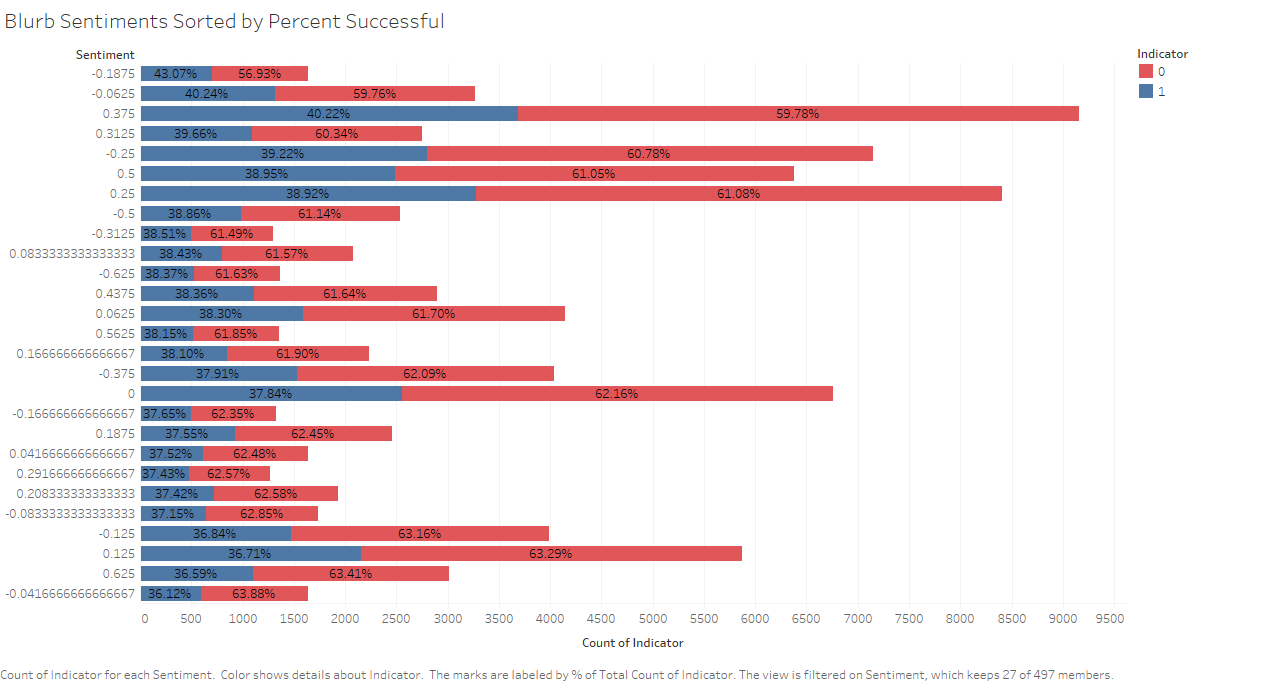 Blurb Sentiments Sorted by Percent Successful
Sentiment
Indicator
0
1
-0.1875 43.07% 56.93%
-0.0625 40.24% 59.76%
0.375 40.22% 59.78%
0.3125 39.66% 60.34%
-0.25 39.22% 60.78%
0.5 38.95% 61.05%
0.25 38.92% 61.08%
-0.5 38.86% 61.14%
-0.3125 38.51% 61.49%
0.0833333333333333 38.43% 61.57%
-0.625 38.37% 61.63%
0.4375 38.36% 61.64%
0.0625 38.30% 61.70%
0.5625 38.15% 61.85%
0.166666666666667 38.10% 61.90%
-0.375 37.91% 62.09%
0 37.84% 62.16%
-0.166666666666667 37.65% 62.35%
0.1875 37.55% 62.45%
0.0416666666666667 37.52% 62.48%
0.291666666666667 37.43% 62.57%
0.208333333333333 37.42% 62.58%
-0.0833333333333333 37.15% 62.85%
-0.125 36.84% 63.16%
0.125 36.71% 63.29%
0.625 36.59% 63.41%
-0.0416666666666667 36.12% 63.88%
0 500 1000 1500 2000 2500 3000 3500 4000 4500 5000 5500 6000 6500 7000 7500 8000 8500 9000 9500
Count of Indicator
Count of Indicator for each Sentiment.  Color shows details about Indicator.  The marks are labeled by % of Total Count of Indicator. The view is filtered on Sentiment, which keeps 27 of 497 members.